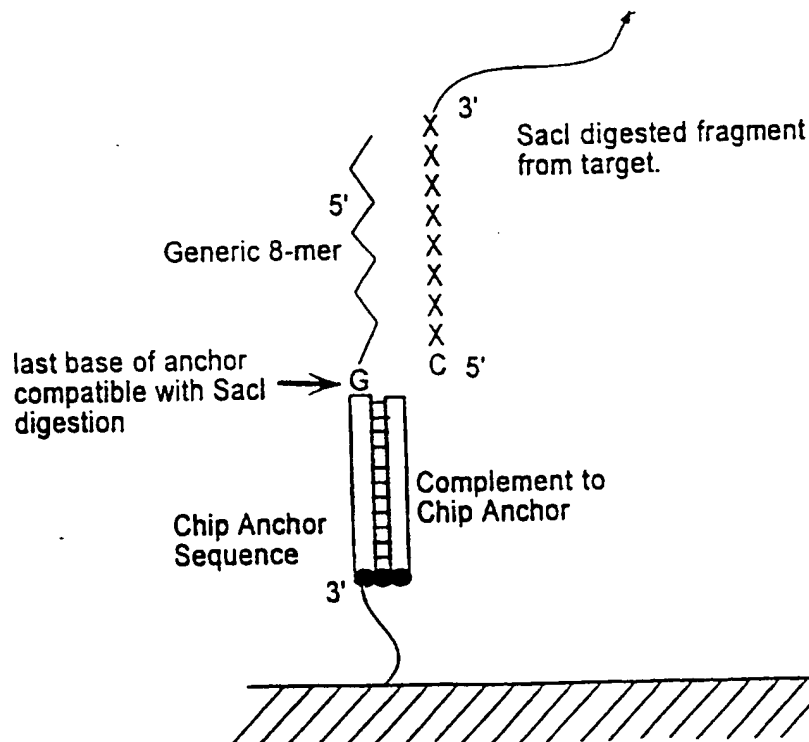 3'
SacI digested fragment
from target.
5'
Generic 8-mer
X
X
X
X
X
X
X
X
C 5'
last base of anchor
compatible with SacI
digestion
G
Complement to
Chip Anchor
Chip Anchor
Sequence
3'